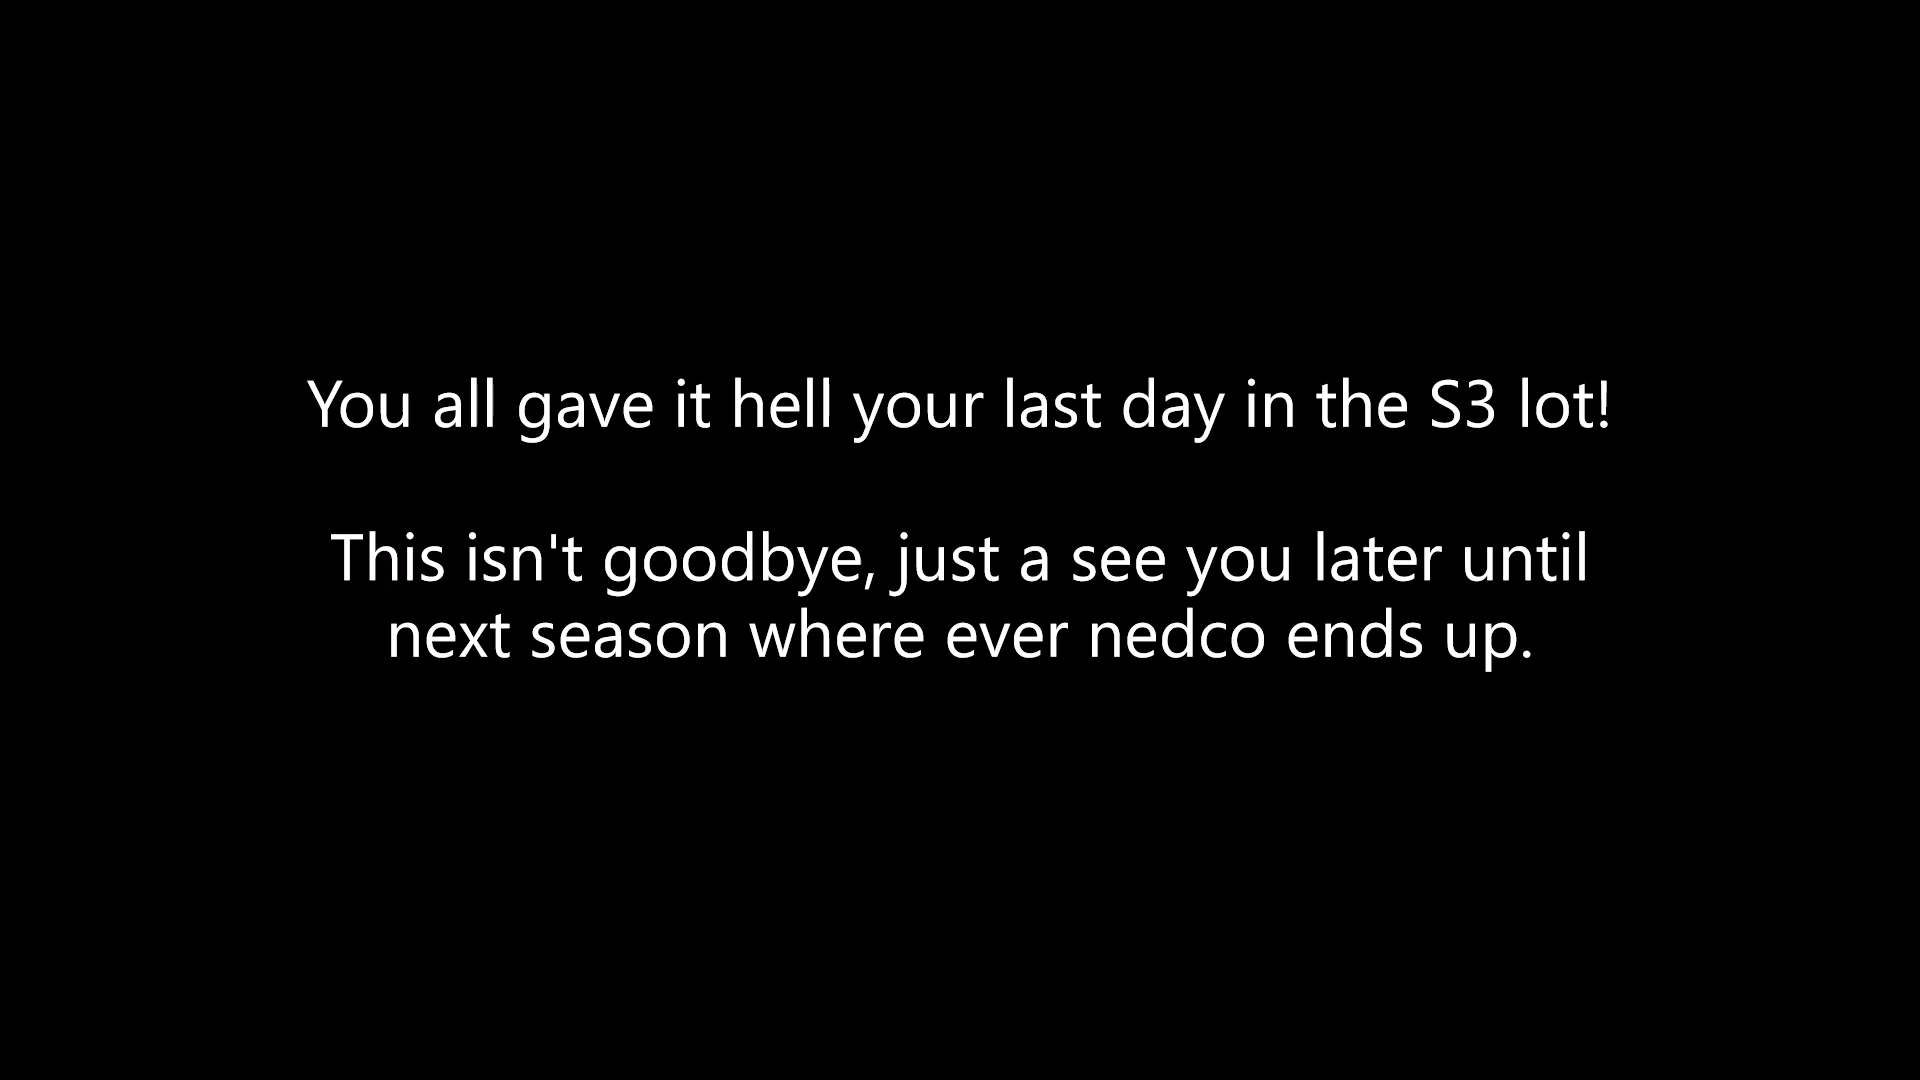 You all gave it hell your last day in the S3 lot!
This isn't goodbye, just a see you later until
next season where ever nedco ends up.